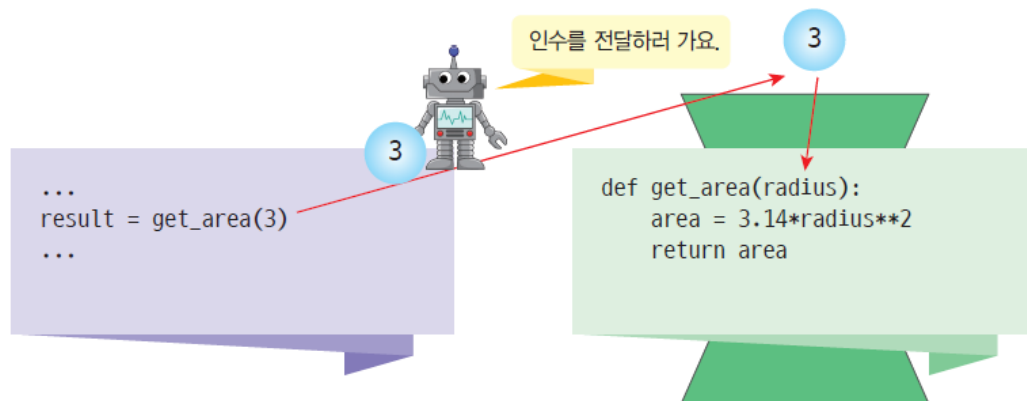 인수를 전달하러 가요.
3
3
...
result = get_area(3)
...
def get_area(radius):
    area = 3.14*radius**2
    return area